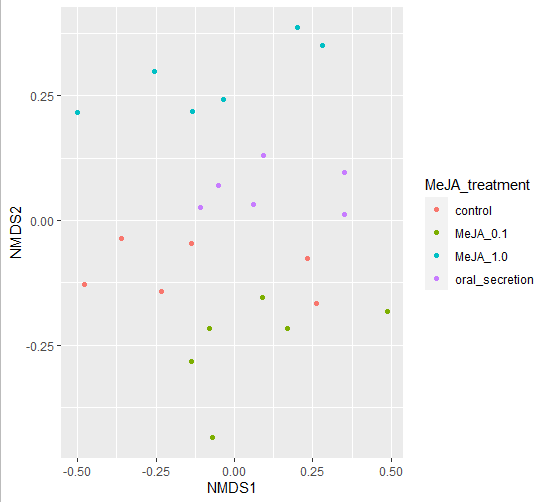 NMDS2
0.25
0.00
-0.25
-0.50
-0.25
0.00
0.25
0.50
NMDS1
MeJA_treatment
control
MeJA_0.1
MeJA_1.0
oral_secretion